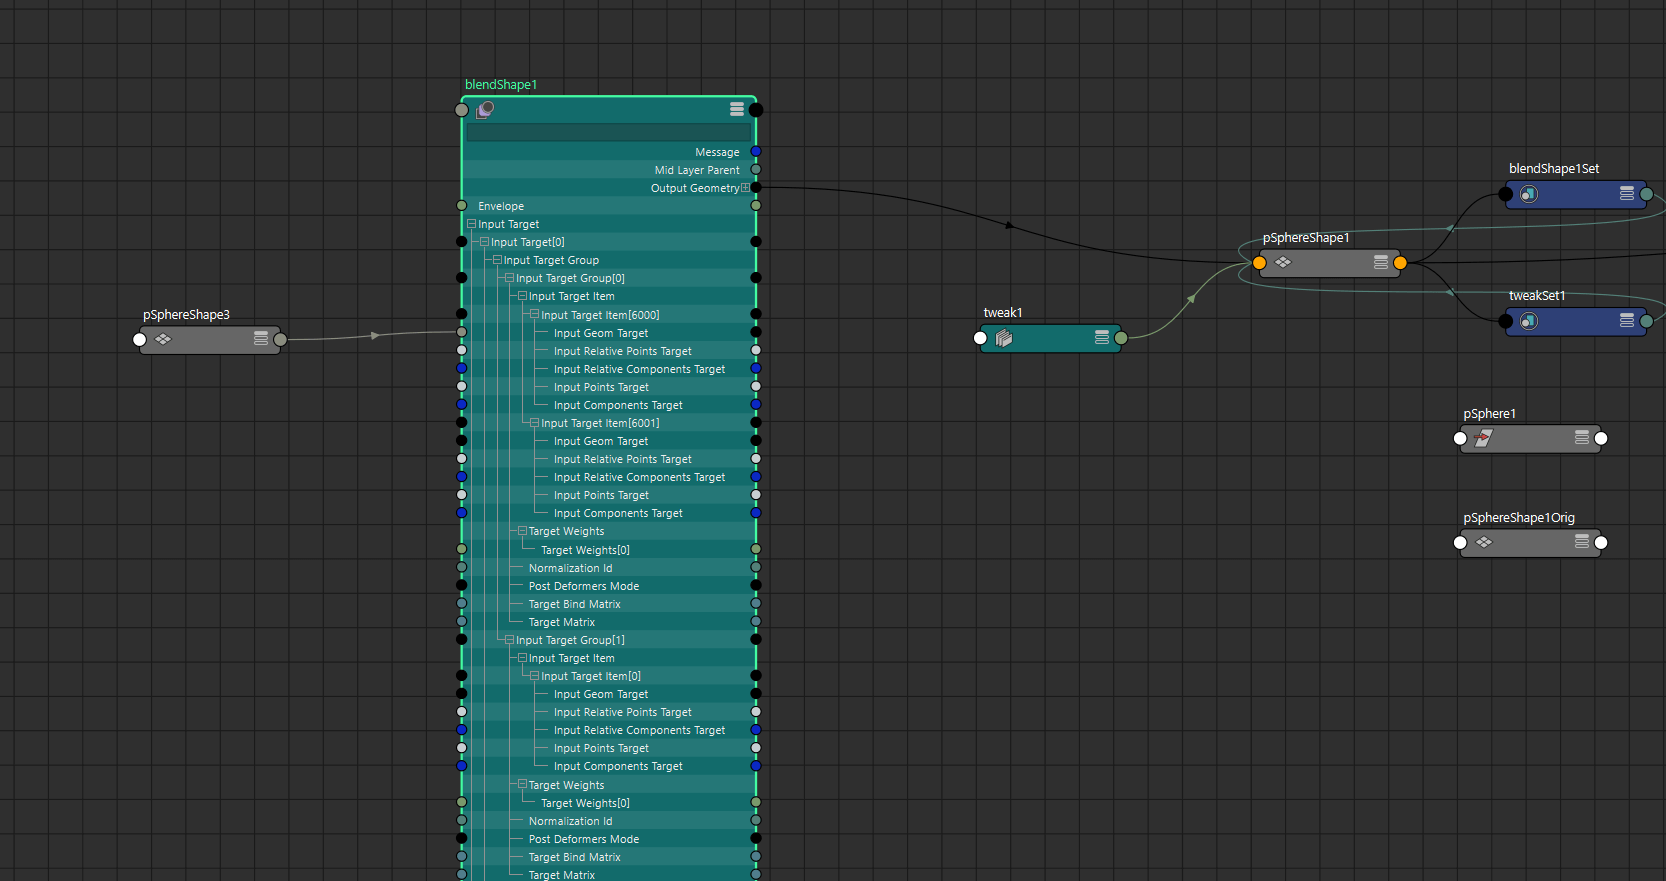 blendShape1
Message
Mid Layer Parent
Output Geometry
Envelope
Input Target
Input Target[0]
Input Target Group
Input Target Group[0]
Input Target Item
Input Target Item[6000]
Input Geom Target
Input Relative Points Target
Input Relative Components Target
Input Points Target
Input Components Target
Input Target Item[6001]
Input Geom Target
Input Relative Points Target
Input Relative Components Target
Input Points Target
Input Components Target
Target Weights
Target Weights[0]
Normalization Id
Post Deformers Mode
Target Bind Matrix
Target Matrix
Input Target Group[1]
Input Target Item
Input Target Item[0]
Input Geom Target
Input Relative Points Target
Input Relative Components Target
Input Points Target
Input Components Target
Target Weights
Target Weights[0]
Normalization Id
Post Deformers Mode
Target Bind Matrix
Target Matrix
pSphereShape3
tweak1
pSphereShape1
blendShape1Set
tweakSet1
pSphere1
pSphereShape1Orig